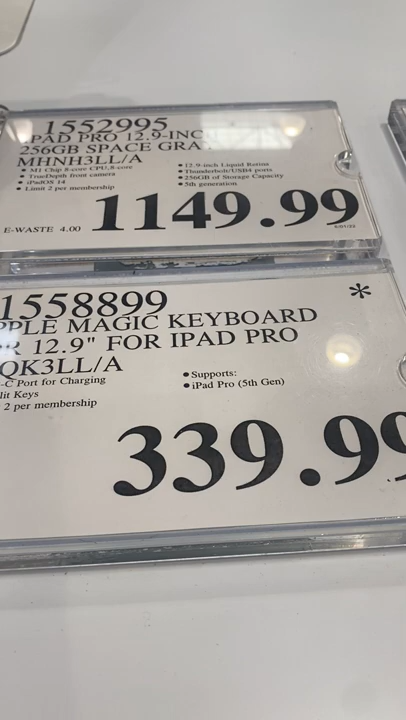 1552995
PAD PRO 12.9-INC
256GB SPACE GRA
MHNH3LL/A
• M1 Chip 8-core CPU,8-core
• TrueDepth front camera
• iPadOS 14
• Limit 2 per membership
• 12.9-inch Liquid Retina
• Thunderbolt/USB4 ports
• 256GB of Storage Capacity
• 5th generation
E-WASTE 4.00
1149.99
1558899
*
PPLE MAGIC KEYBOARD
R 12.9" FOR IPAD PRO
QK3LL/A
-C Port for Charging
lit Keys
2 per membership
• Supports:
• iPad Pro (5th Gen)
339.99